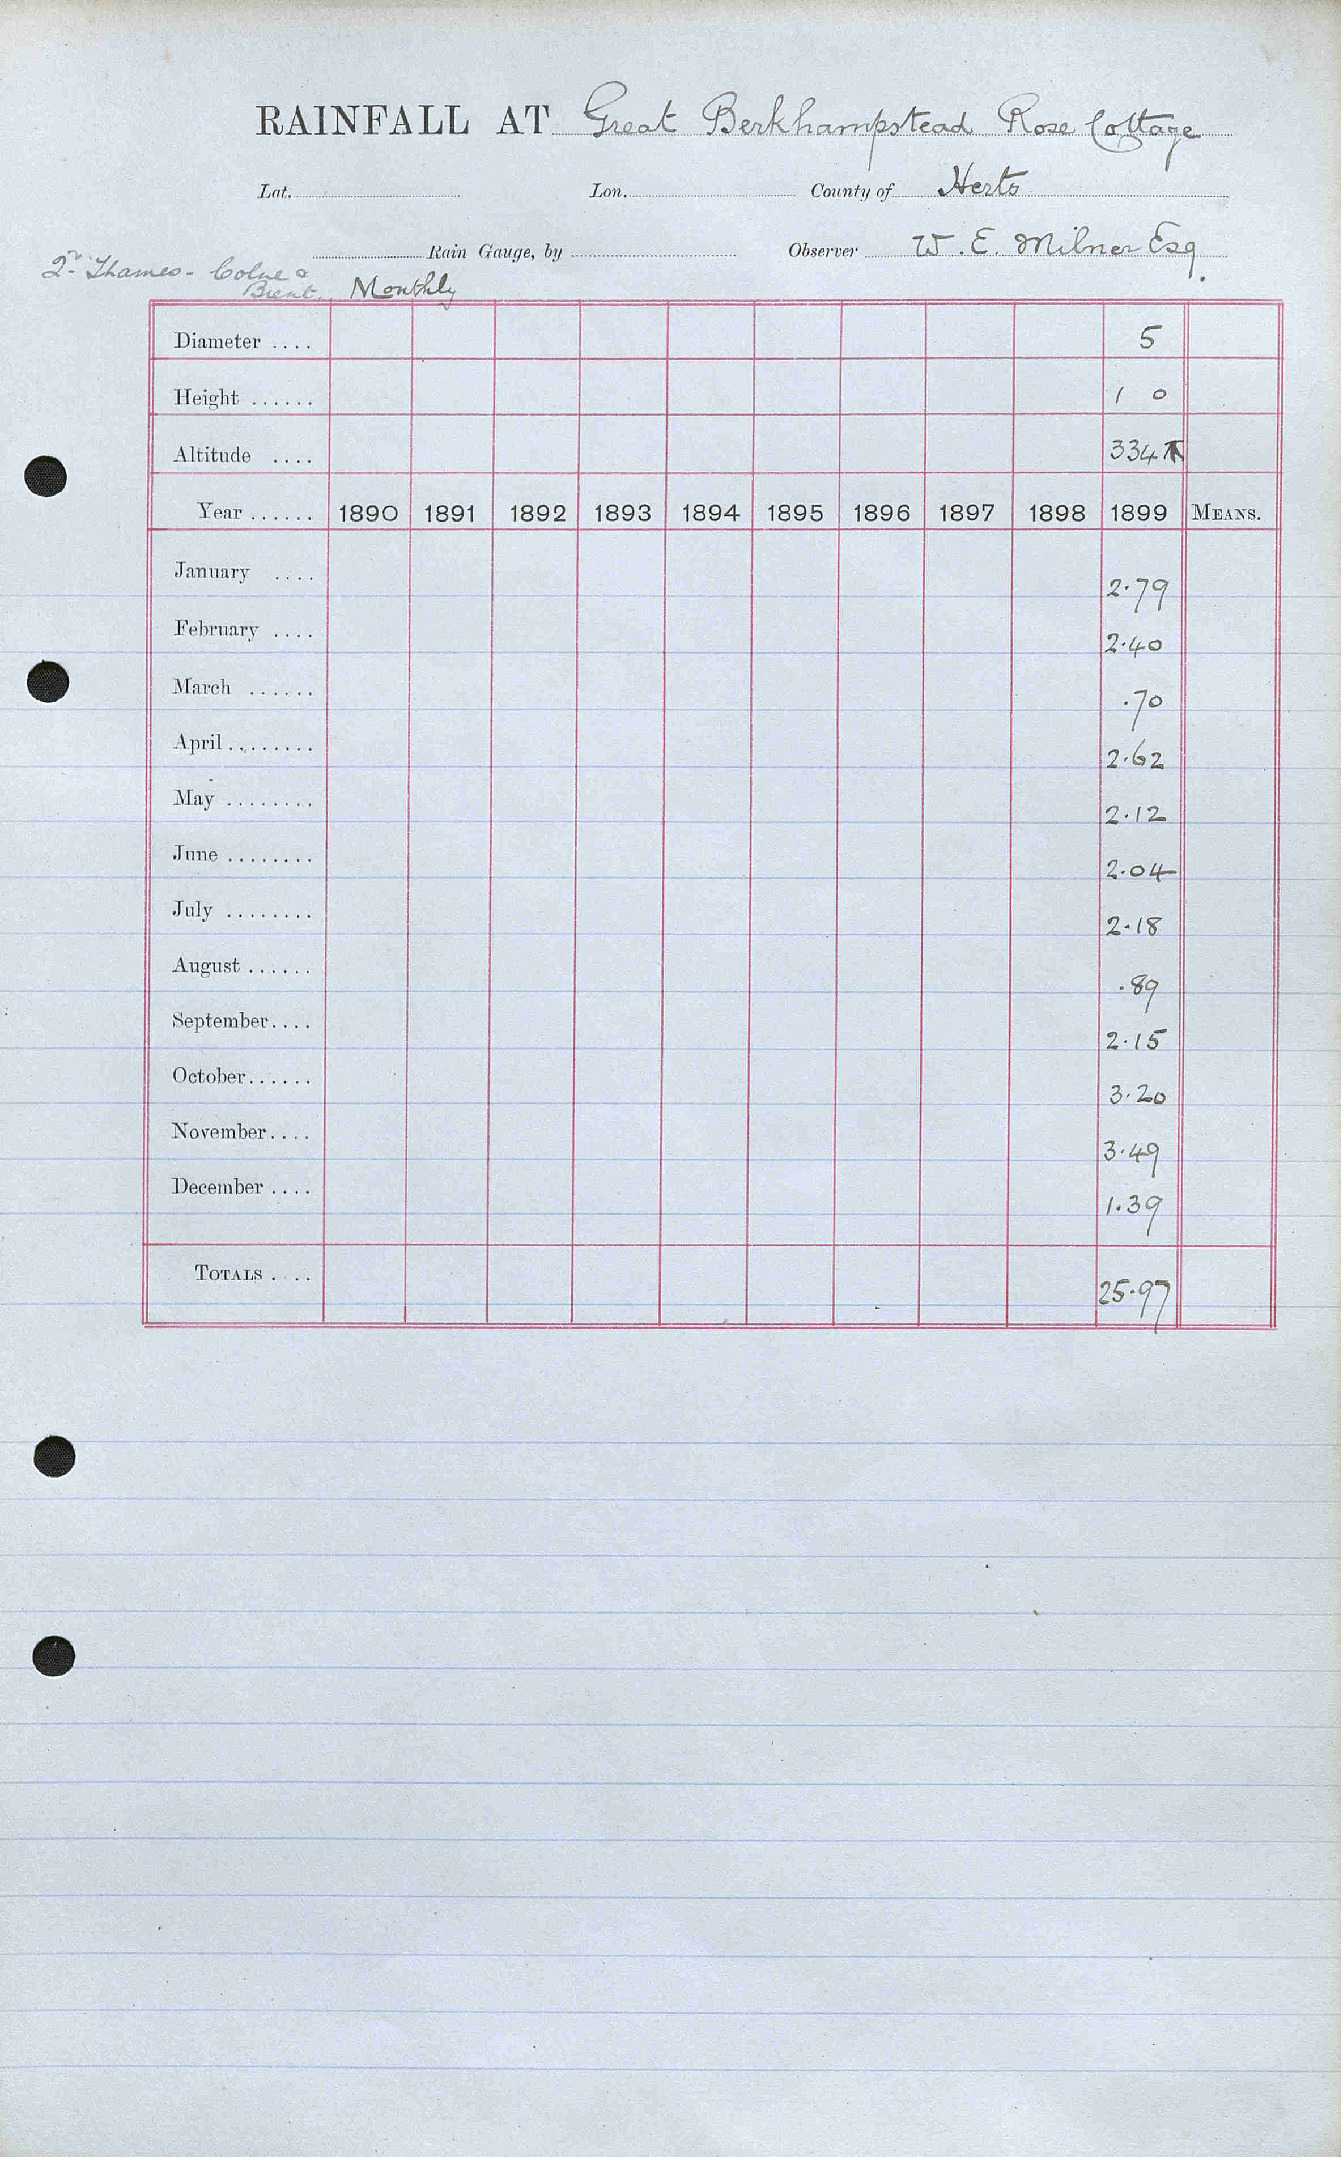 RAINFALL AT Great Berkhampstead Rose Cottage
Lat. Lon. County of Herts
Rain Gauge, by Observer W. E. Milner Esq.
Thames - Colne &
Brent Monthly
Diameter .... 5
Height ...... 1 0
Altitude .... 334
Year ...... 1890 1891 1892 1893 1894 1895 1896 1897 1898 1899 MEANS.
January .... 2.79
February .... 2.40
March ...... .70
April ........ 2.62
May ........ 2.12
June ........ 2.04
July ........ 2.18
August ...... .89
September .... 2.15
October ...... 3.20
November .... 3.49
December .... 1.39
TOTALS .... 25.97